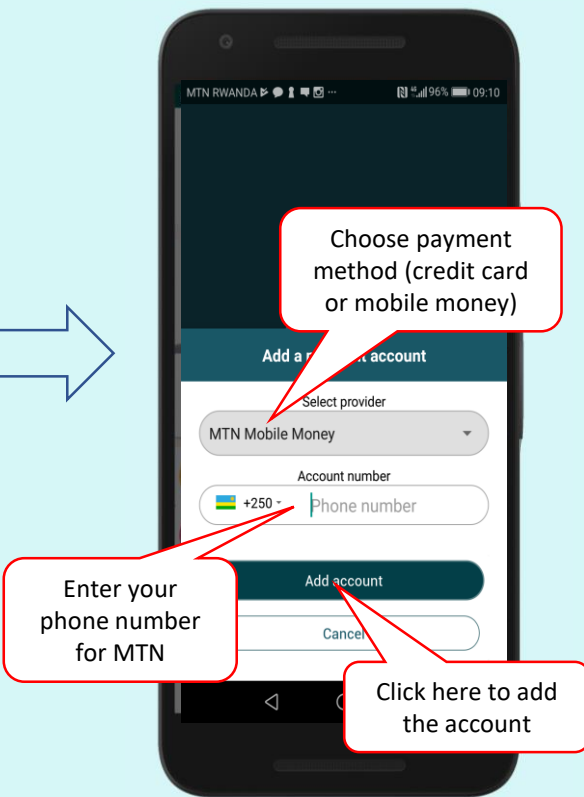 MTN RWANDA ... 96% 09:10
Choose payment
method (credit card
or mobile money)
Add a t account
Select provider
MTN Mobile Money
Account number
+250 Phone number
Enter your
phone number
for MTN
Add account
Cancel
Click here to add
the account